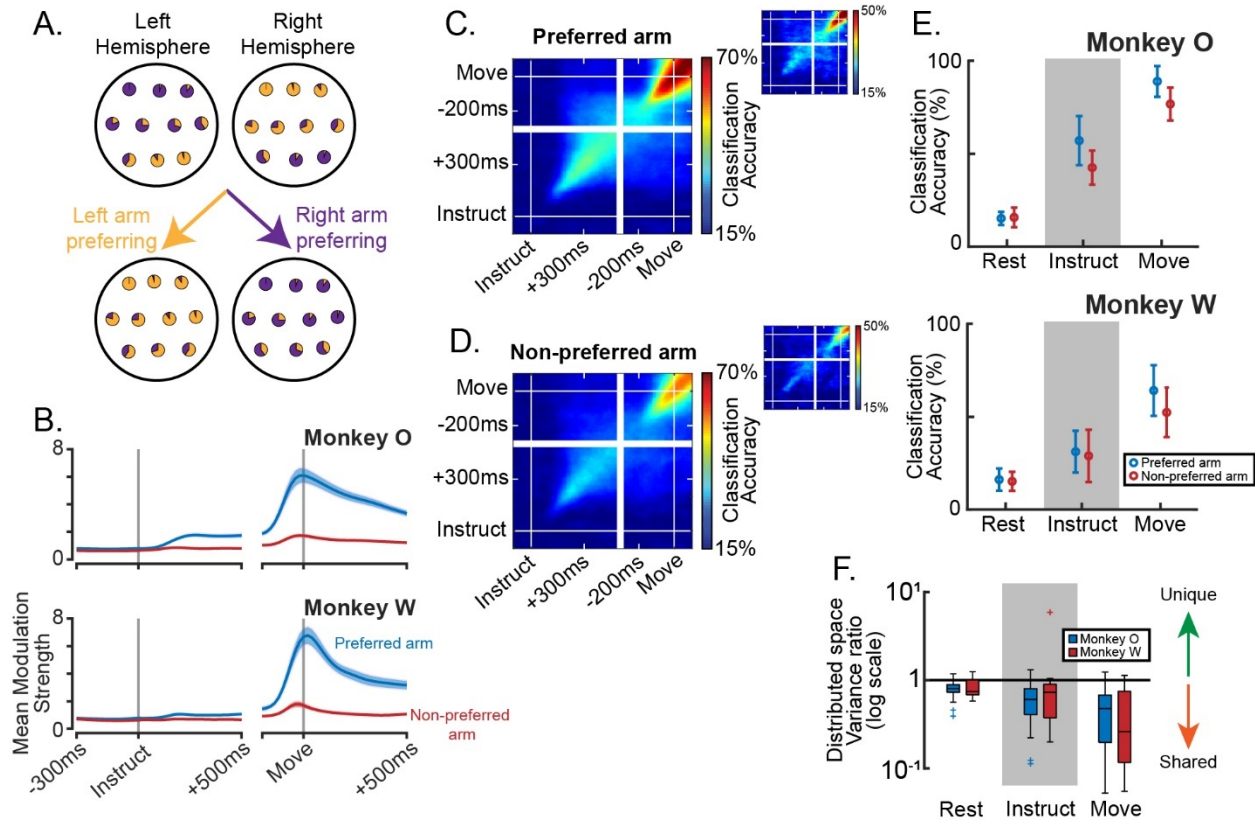 A.
Left
Hemisphere
Right
Hemisphere
Left arm
preferring
Right arm
preferring
B.
Monkey O
8
0
Monkey W
8
0
Preferred arm
Non-preferred
arm
Mean Modulation
Strength
-300ms
Instruct
+500ms
Move
+500ms
C.
Preferred arm
Move
-200ms
+300ms
Instruct
Instruct
+300ms
-200ms
Move
70%
15%
Classification
Accuracy
50%
15%
D.
Non-preferred arm
Move
-200ms
+300ms
Instruct
Instruct
+300ms
-200ms
Move
70%
15%
Classification
Accuracy
50%
15%
E.
Monkey O
100
0
Classification
Accuracy (%)
Rest
Instruct
Move
Monkey W
100
0
Classification
Accuracy (%)
Preferred arm
Non-preferred arm
Rest
Instruct
Move
F.
10¹
1
10⁻¹
Distributed space
Variance ratio
(log scale)
Monkey O
Monkey W
Unique
Shared
Rest
Instruct
Move